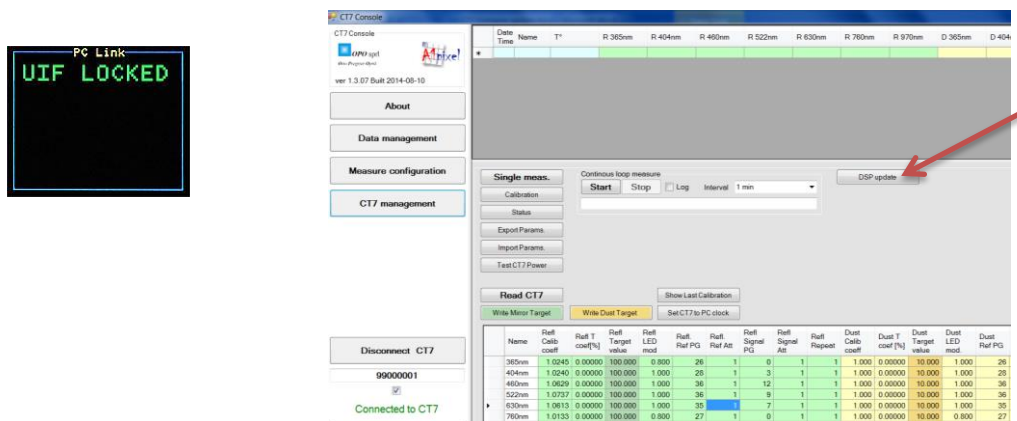 PC Link
UIF LOCKED
CT7 Console
CT7 Console
OPO sprl
A4pixel
ver 1.3.07 Built 2014-08-10
About
Data management
Measure configuration
CT7 management
Disconnect CT7
99000001
Connected to CT7
Date Time Name T° R 365nm R 404nm R 460nm R 522nm R 630nm R 760nm R 970nm D 365nm D 404
Single meas.
Calibration
Status
Export Params.
Import Params.
Test CT7 Power
Continous loop measure
Start Stop Log Interval 1 min
DSP update
Read CT7 Show Last Calibration
Write Mirror Target Write Dust Target Set CT7 to PC clock
Name Refl Calib coeff Refl T coef[%] Refl Target value Refl LED mod Refl. Ref PG Refl. Ref Att Refl Signal PG Refl Signal Att Refl Repeat Dust Calib coeff Dust T coef [%] Dust Target value Dust LED mod. Dust Ref PG
365nm 1.0245 0.00000 100.000 0.800 26 1 0 1 1 1.000 0.00000 10.000 1.000 26
404nm 1.0240 0.00000 100.000 1.000 28 1 3 1 1 1.000 0.00000 10.000 1.000 28
460nm 1.0629 0.00000 100.000 1.000 36 1 12 1 1 1.000 0.00000 10.000 1.000 36
522nm 1.0737 0.00000 100.000 1.000 36 1 9 1 1 1.000 0.00000 10.000 1.000 36
630nm 1.0613 0.00000 100.000 1.000 35 1 7 1 1 1.000 0.00000 10.000 1.000 35
760nm 1.0133 0.00000 100.000 0.800 27 1 0 1 1 1.000 0.00000 10.000 0.800 27